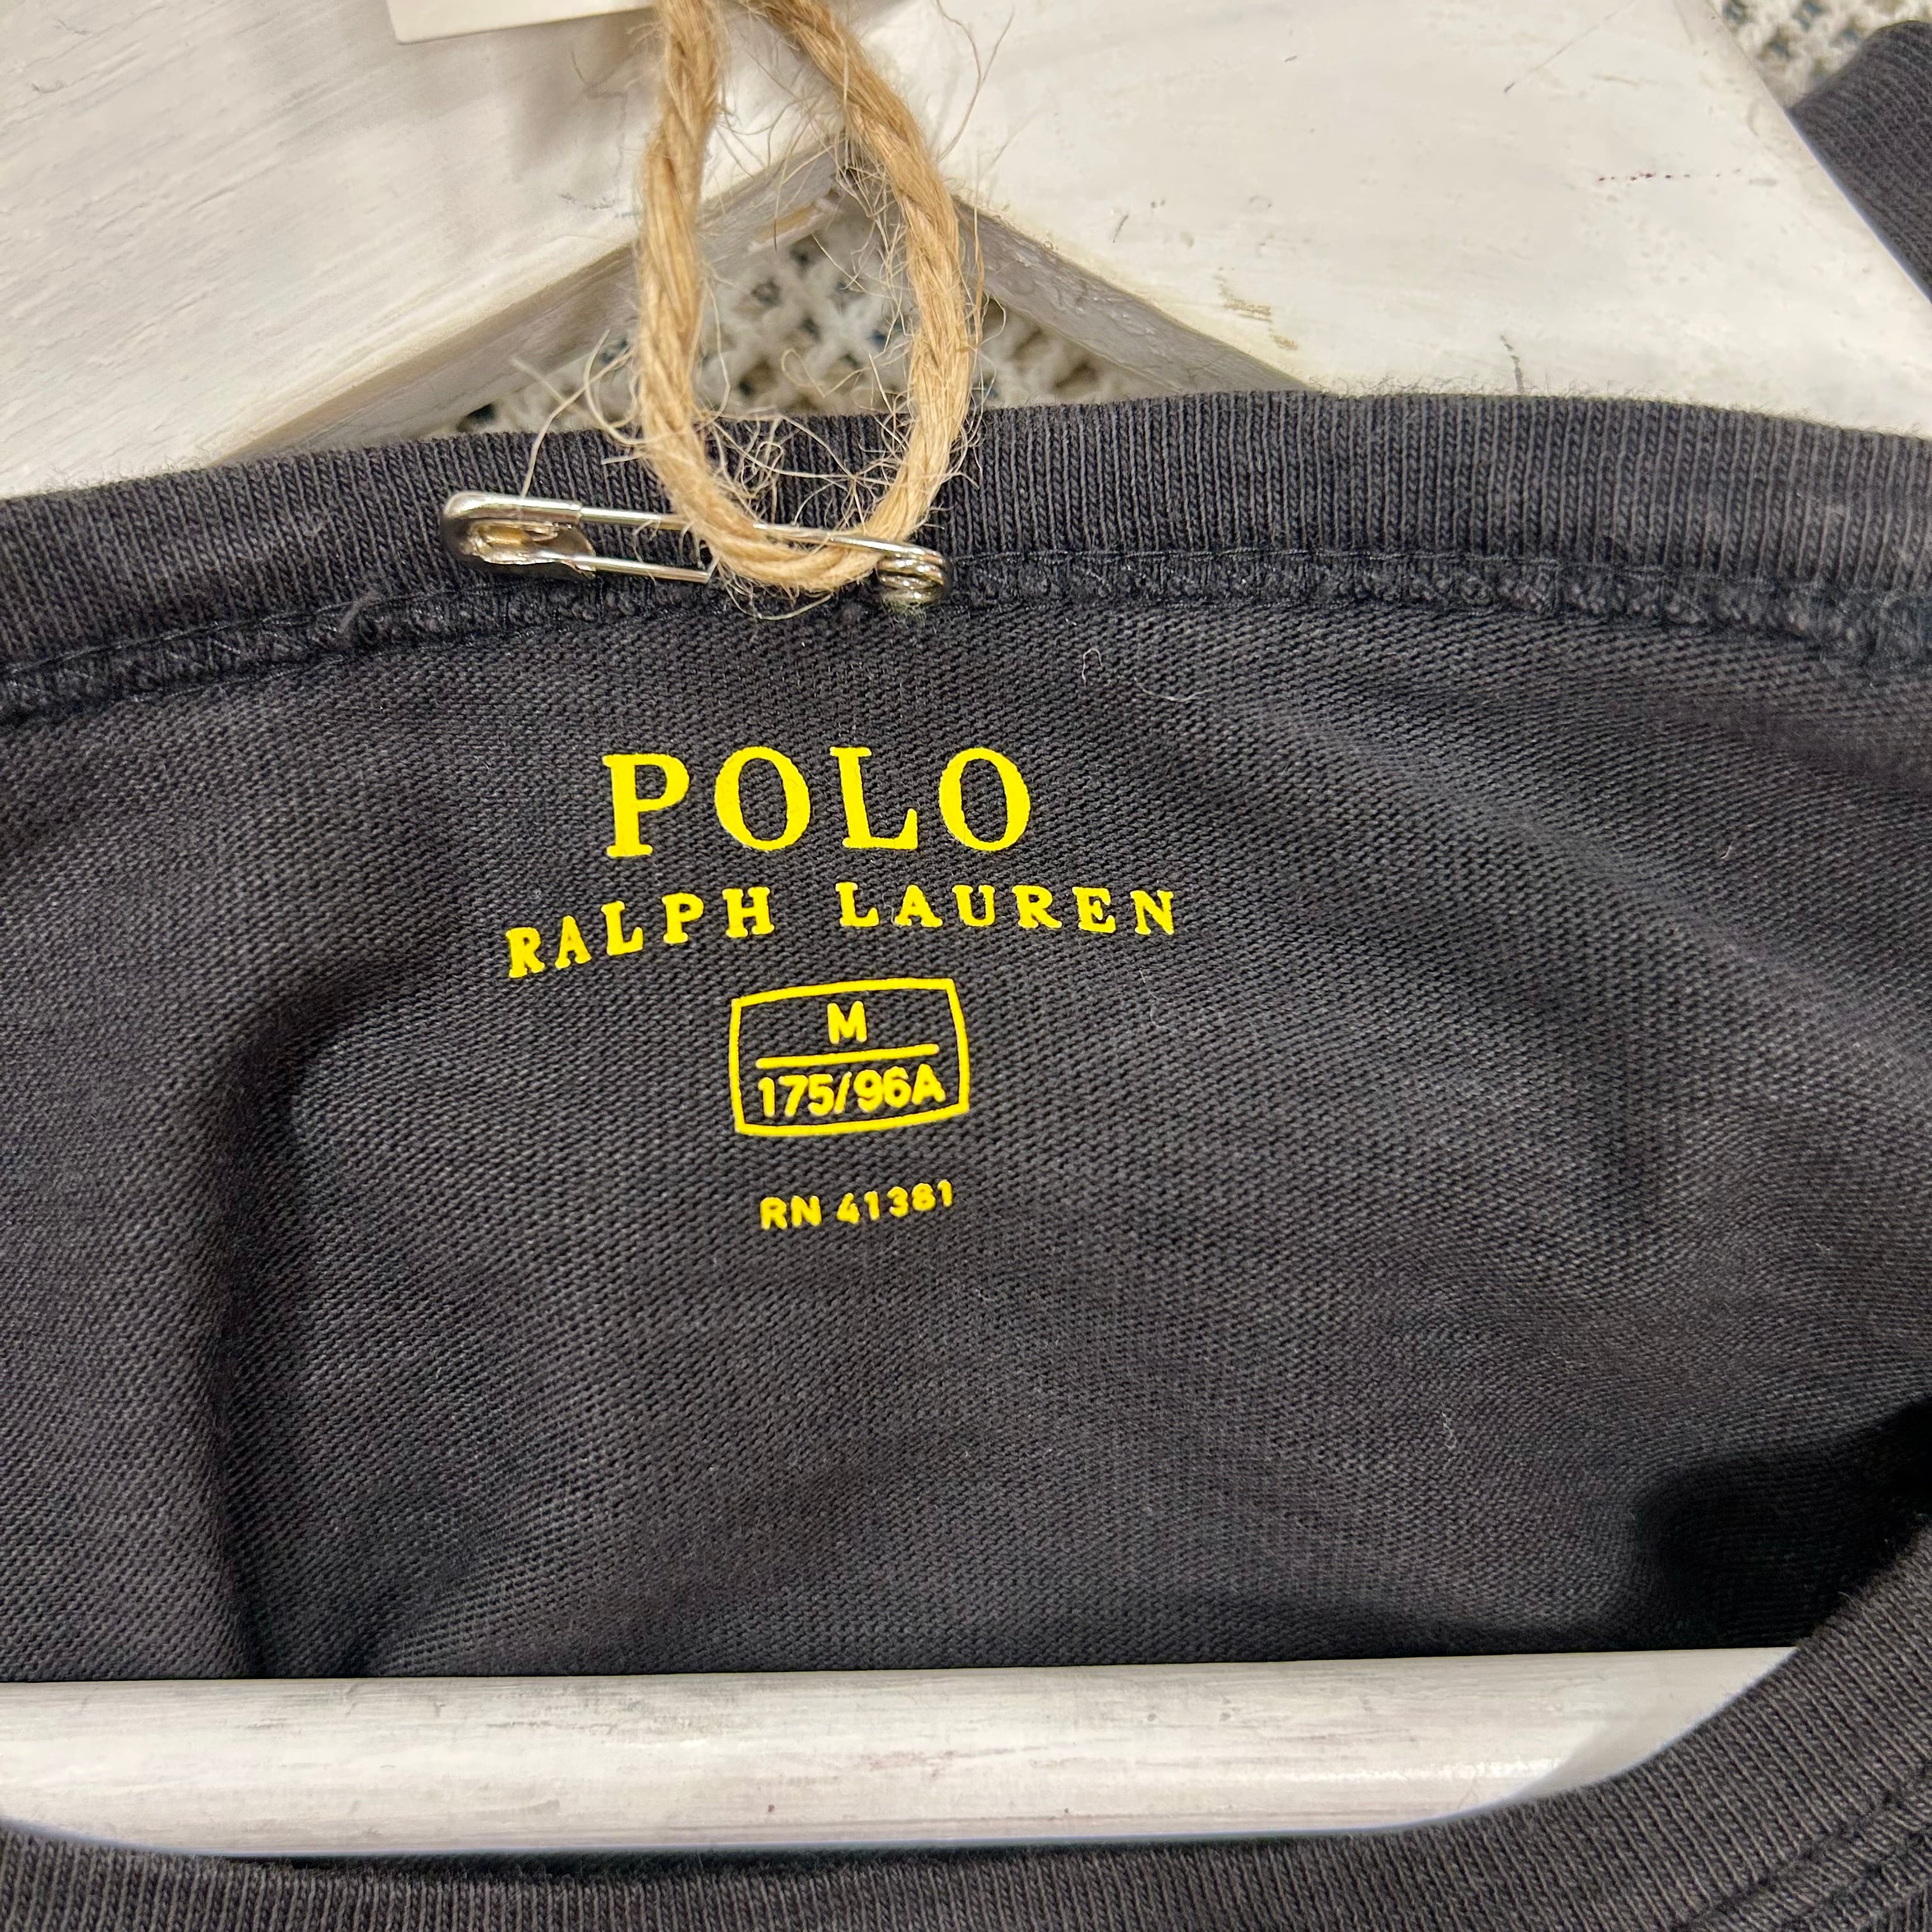 POLO
RALPH LAUREN
M
175/96A
RN 41381